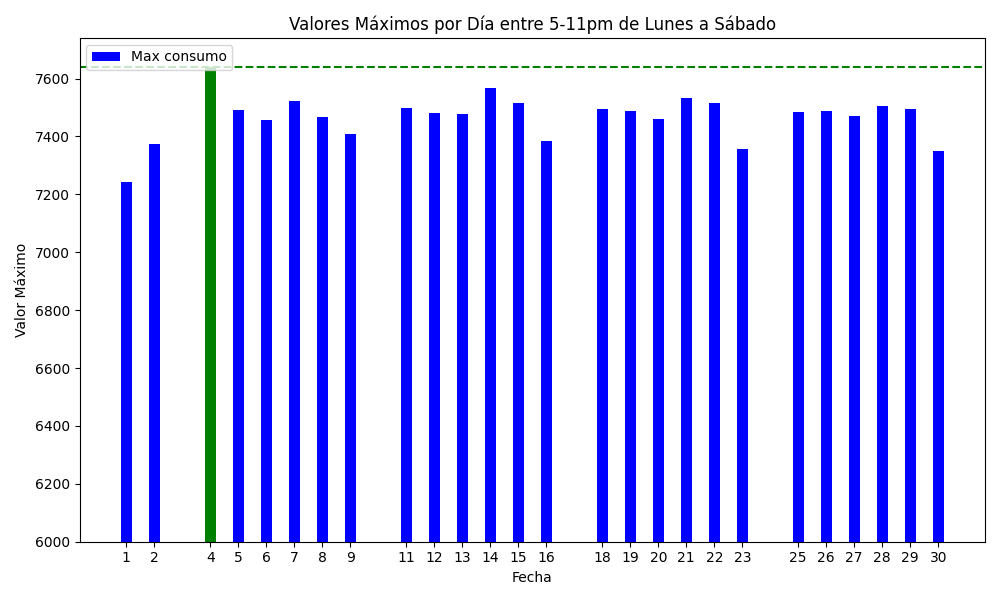 Valores Máximos por Día entre 5-11pm de Lunes a Sábado
Max consumo
7600
7400
7200
7000
6800
6600
6400
6200
6000
Valor Máximo
1 2 4 5 6 7 8 9 11 12 13 14 15 16 18 19 20 21 22 23 25 26 27 28 29 30
Fecha